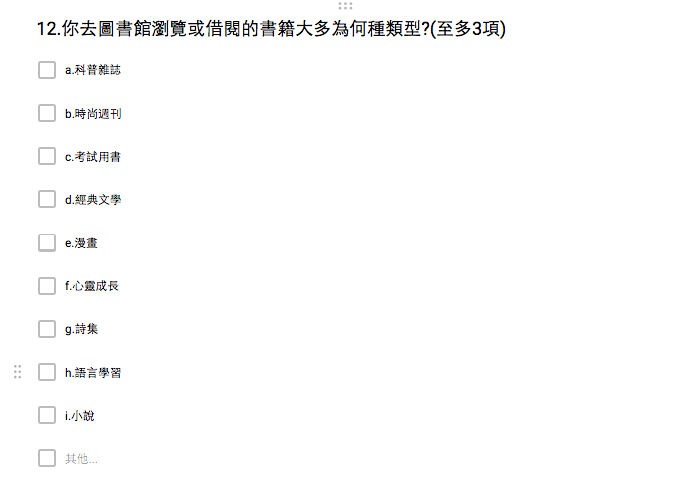 12.你去圖書館瀏覽或借閱的書籍大多為何種類型?(至多3項)
a.科普雜誌
b.時尚週刊
c.考試用書
d.經典文學
e.漫畫
f.心靈成長
g.詩集
h.語言學習
i.小說
其他...